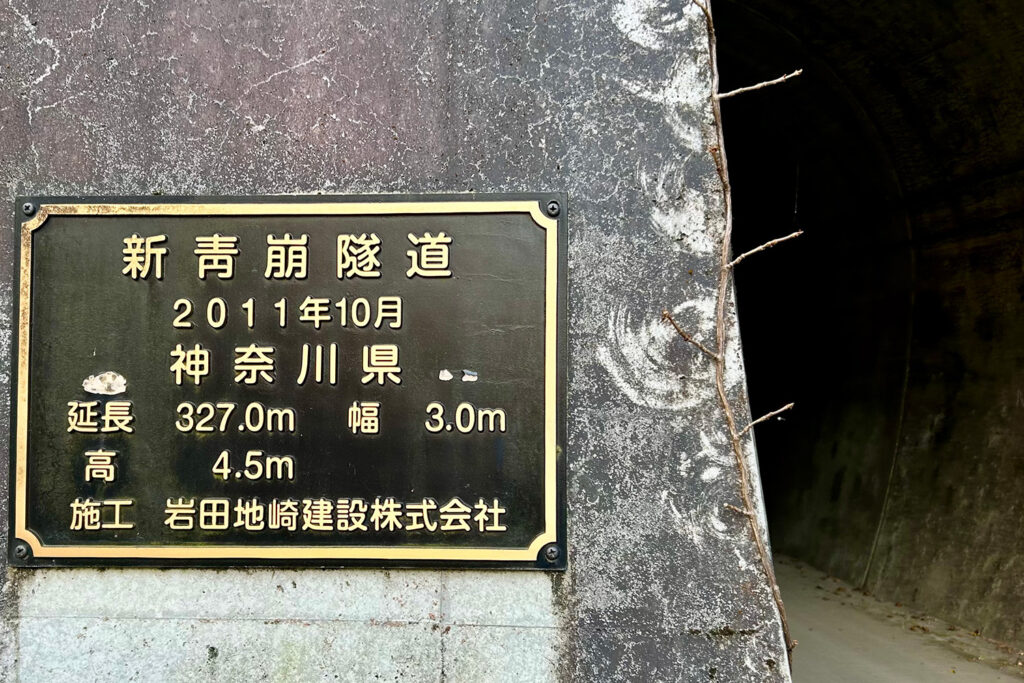 新青崩隧道
2011年10月
神奈川県
延長 327.0m 幅 3.0m
高 4.5m
施工 岩田地崎建設株式会社